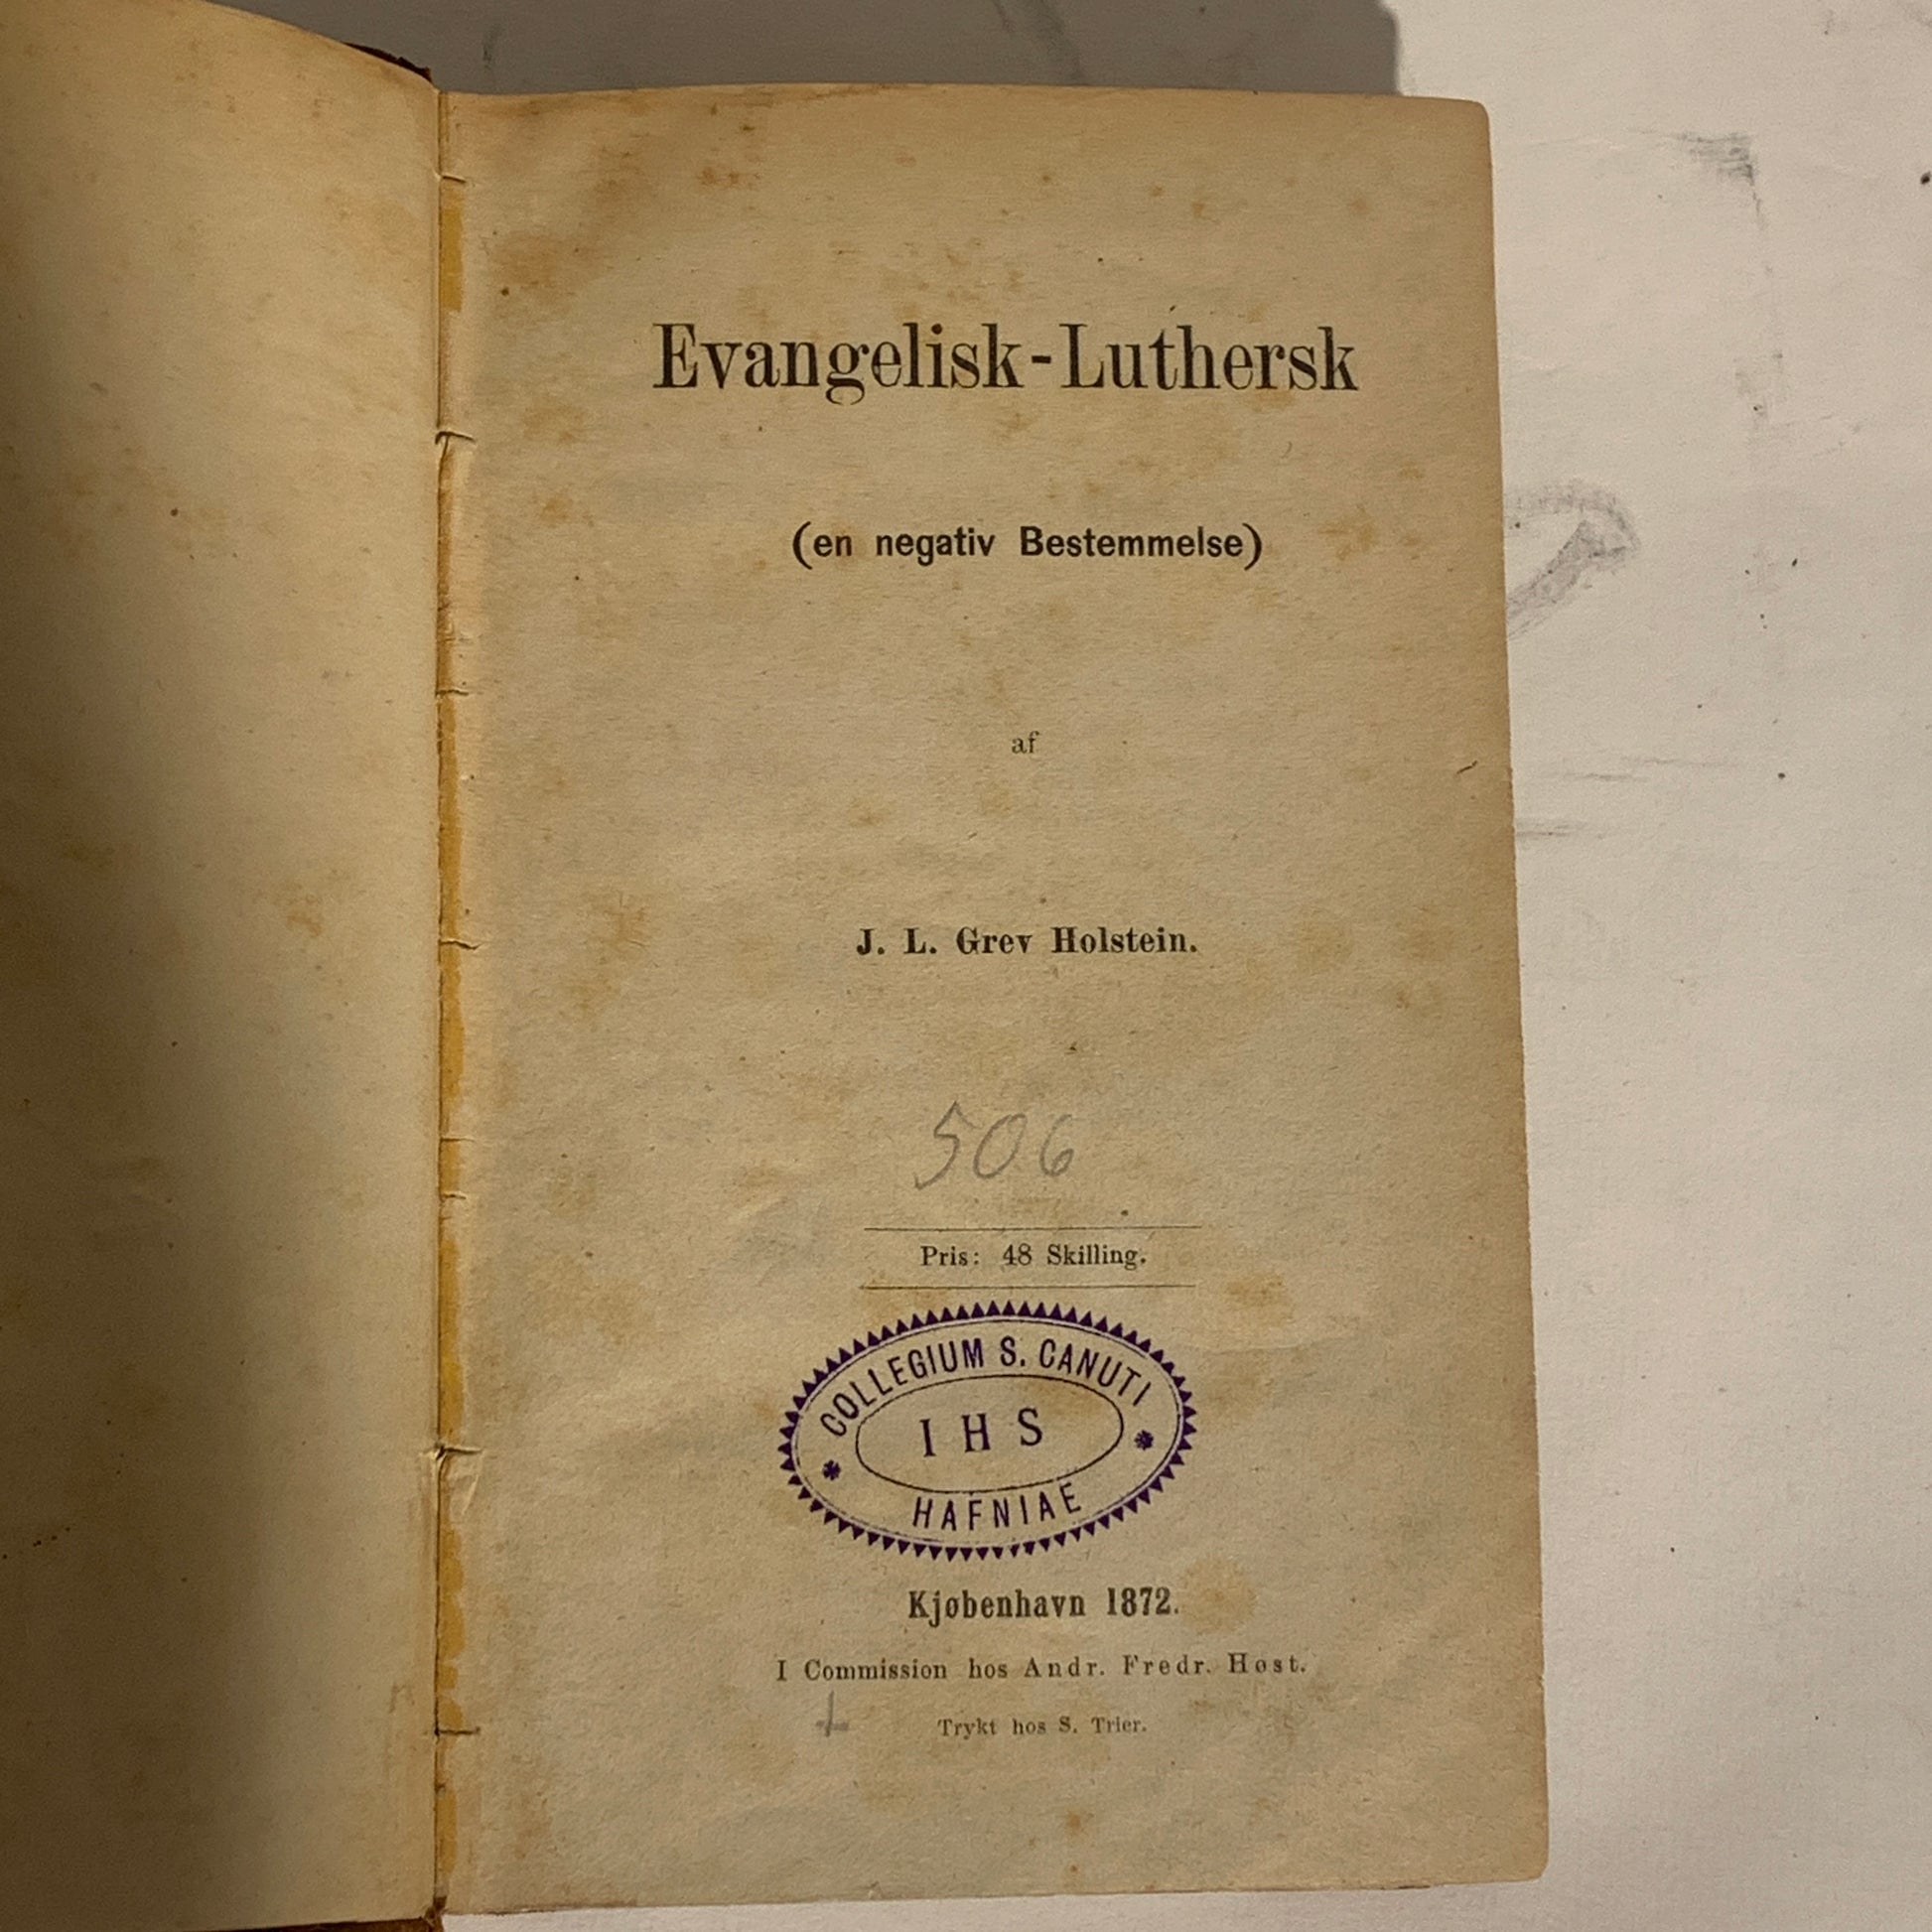 Evangelisk-Luthersk
(en negativ Bestemmelse)
af
J. L. Grev Holstein.
506
Pris: 48 Skilling.
COLLEGIUM S. CANUTI
I H S
HAFNIAE
Kjøbenhavn 1872.
I Commission hos Andr. Fredr. Høst.
Trykt hos S. Trier.